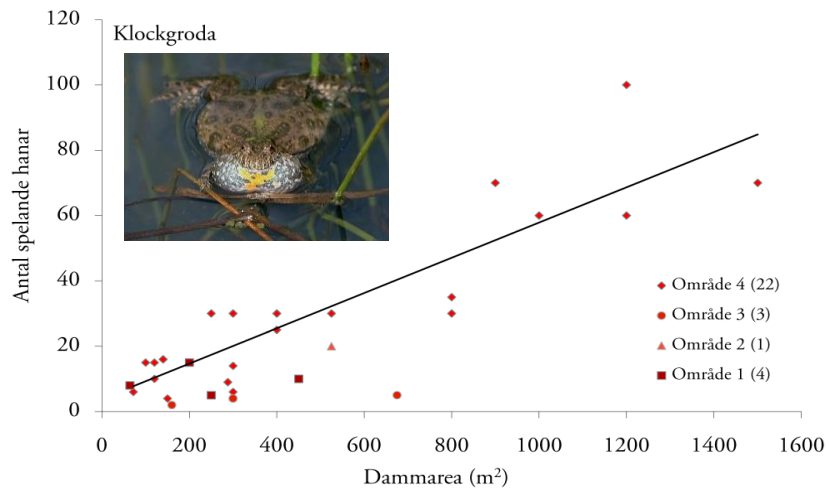 Klockgroda
Antal spelande hanar
120
100
80
60
40
20
0
Område 4 (22)
Område 3 (3)
Område 2 (1)
Område 1 (4)
0 200 400 600 800 1000 1200 1400 1600
Dammarea (m²)